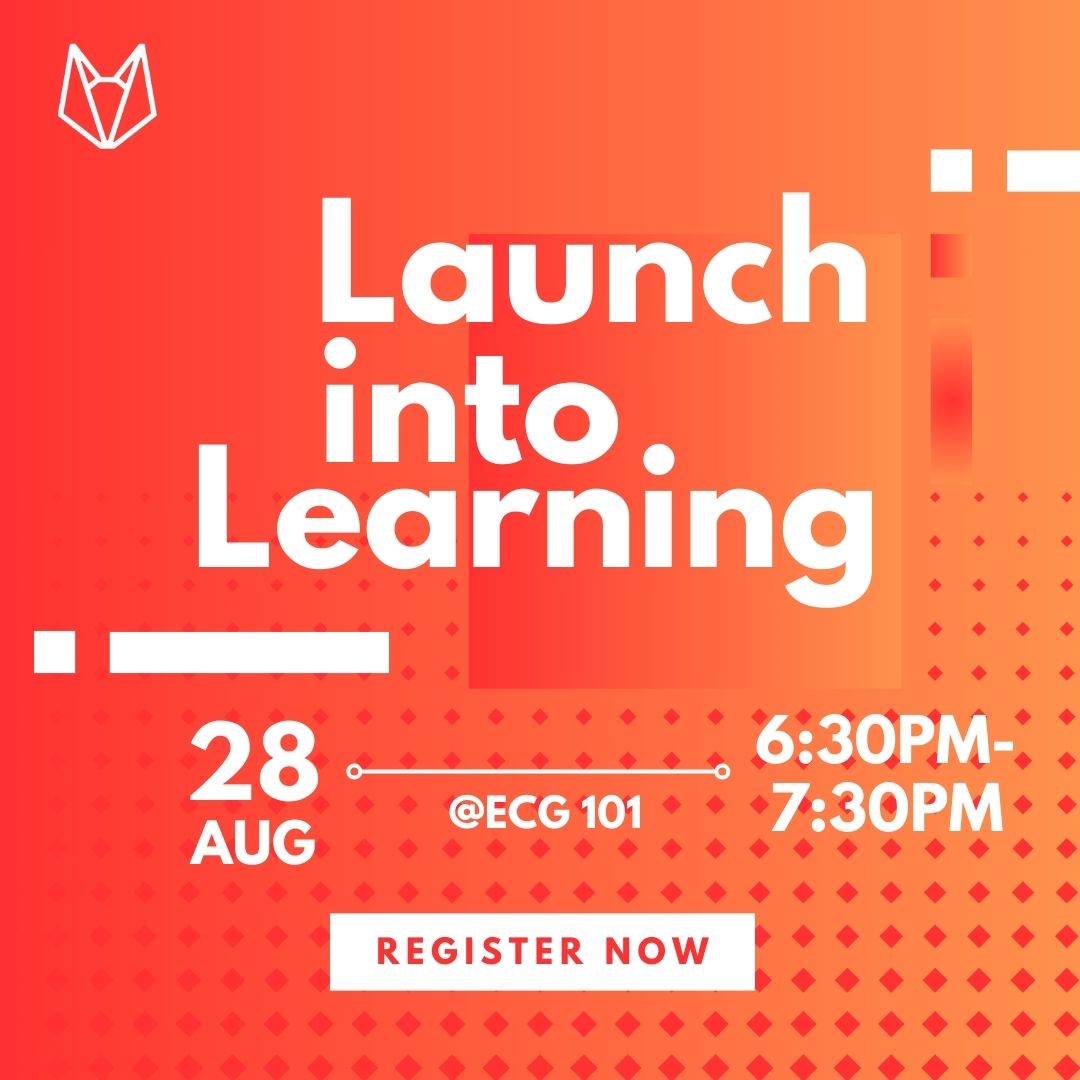 Launch
into
Learning
28
AUG
@ECG 101
6:30PM-
7:30PM
REGISTER NOW